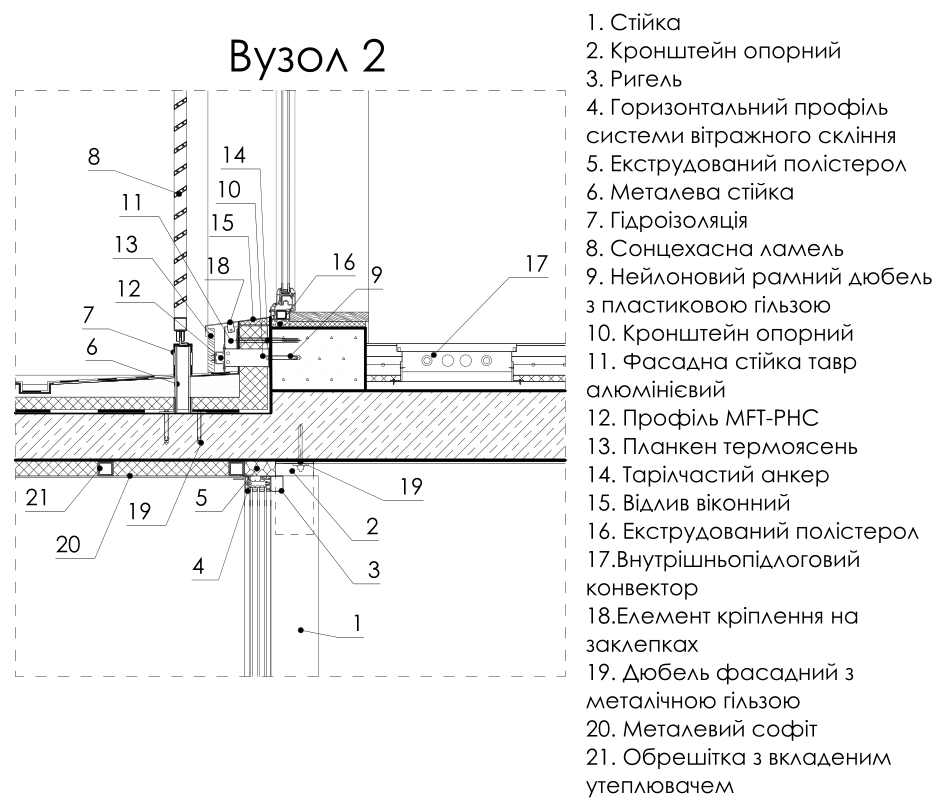 Вузол 2
8
11
13
12
7
6
14
10
15
18
16
9
17
21
20
19
5
4
19
2
3
1
1. Стійка
2. Кронштейн опорний
3. Ригель
4. Горизонтальний профіль
системи вітражного скління
5. Екструдований полістерол
6. Металева стійка
7. Гідроізоляція
8. Сонцехасна ламель
9. Нейлоновий рамний дюбель
з пластиковою гільзою
10. Кронштейн опорний
11. Фасадна стійка тавр
алюмінієвий
12. Профіль MFT-PHC
13. Планкен термоясень
14. Тарілчастий анкер
15. Відлив віконний
16. Екструдований полістерол
17.Внутрішньопідлоговий
конвектор
18.Елемент кріплення на
заклепках
19. Дюбель фасадний з
металічною гільзою
20. Металевий софіт
21. Обрешітка з вкладеним
утеплювачем